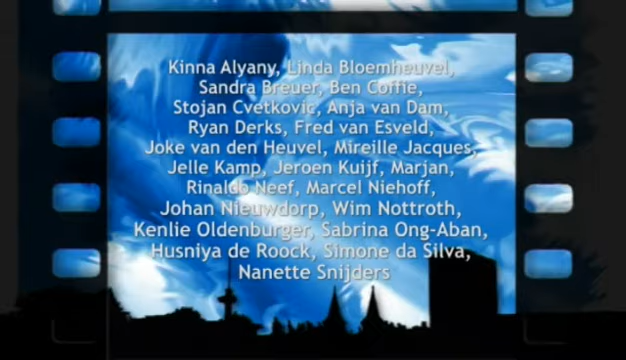 Kinna Alyany, Linda Bloemheuvel,
Sandra Breuer, Ben Coffie,
Stojan Cvetkovic, Anja van Dam,
Ryan Derks, Fred van Esveld,
Joke van den Heuvel, Mireille Jacques,
Jelle Kamp, Jeroen Kuijf, Marjan,
Rinaldo Neef, Marcel Niehoff,
Johan Nieuwdorp, Wim Nottroth,
Kenlie Oldenburger, Sabrina Ong-Aban,
Husniya de Roock, Simone da Silva,
Nanette Snijders